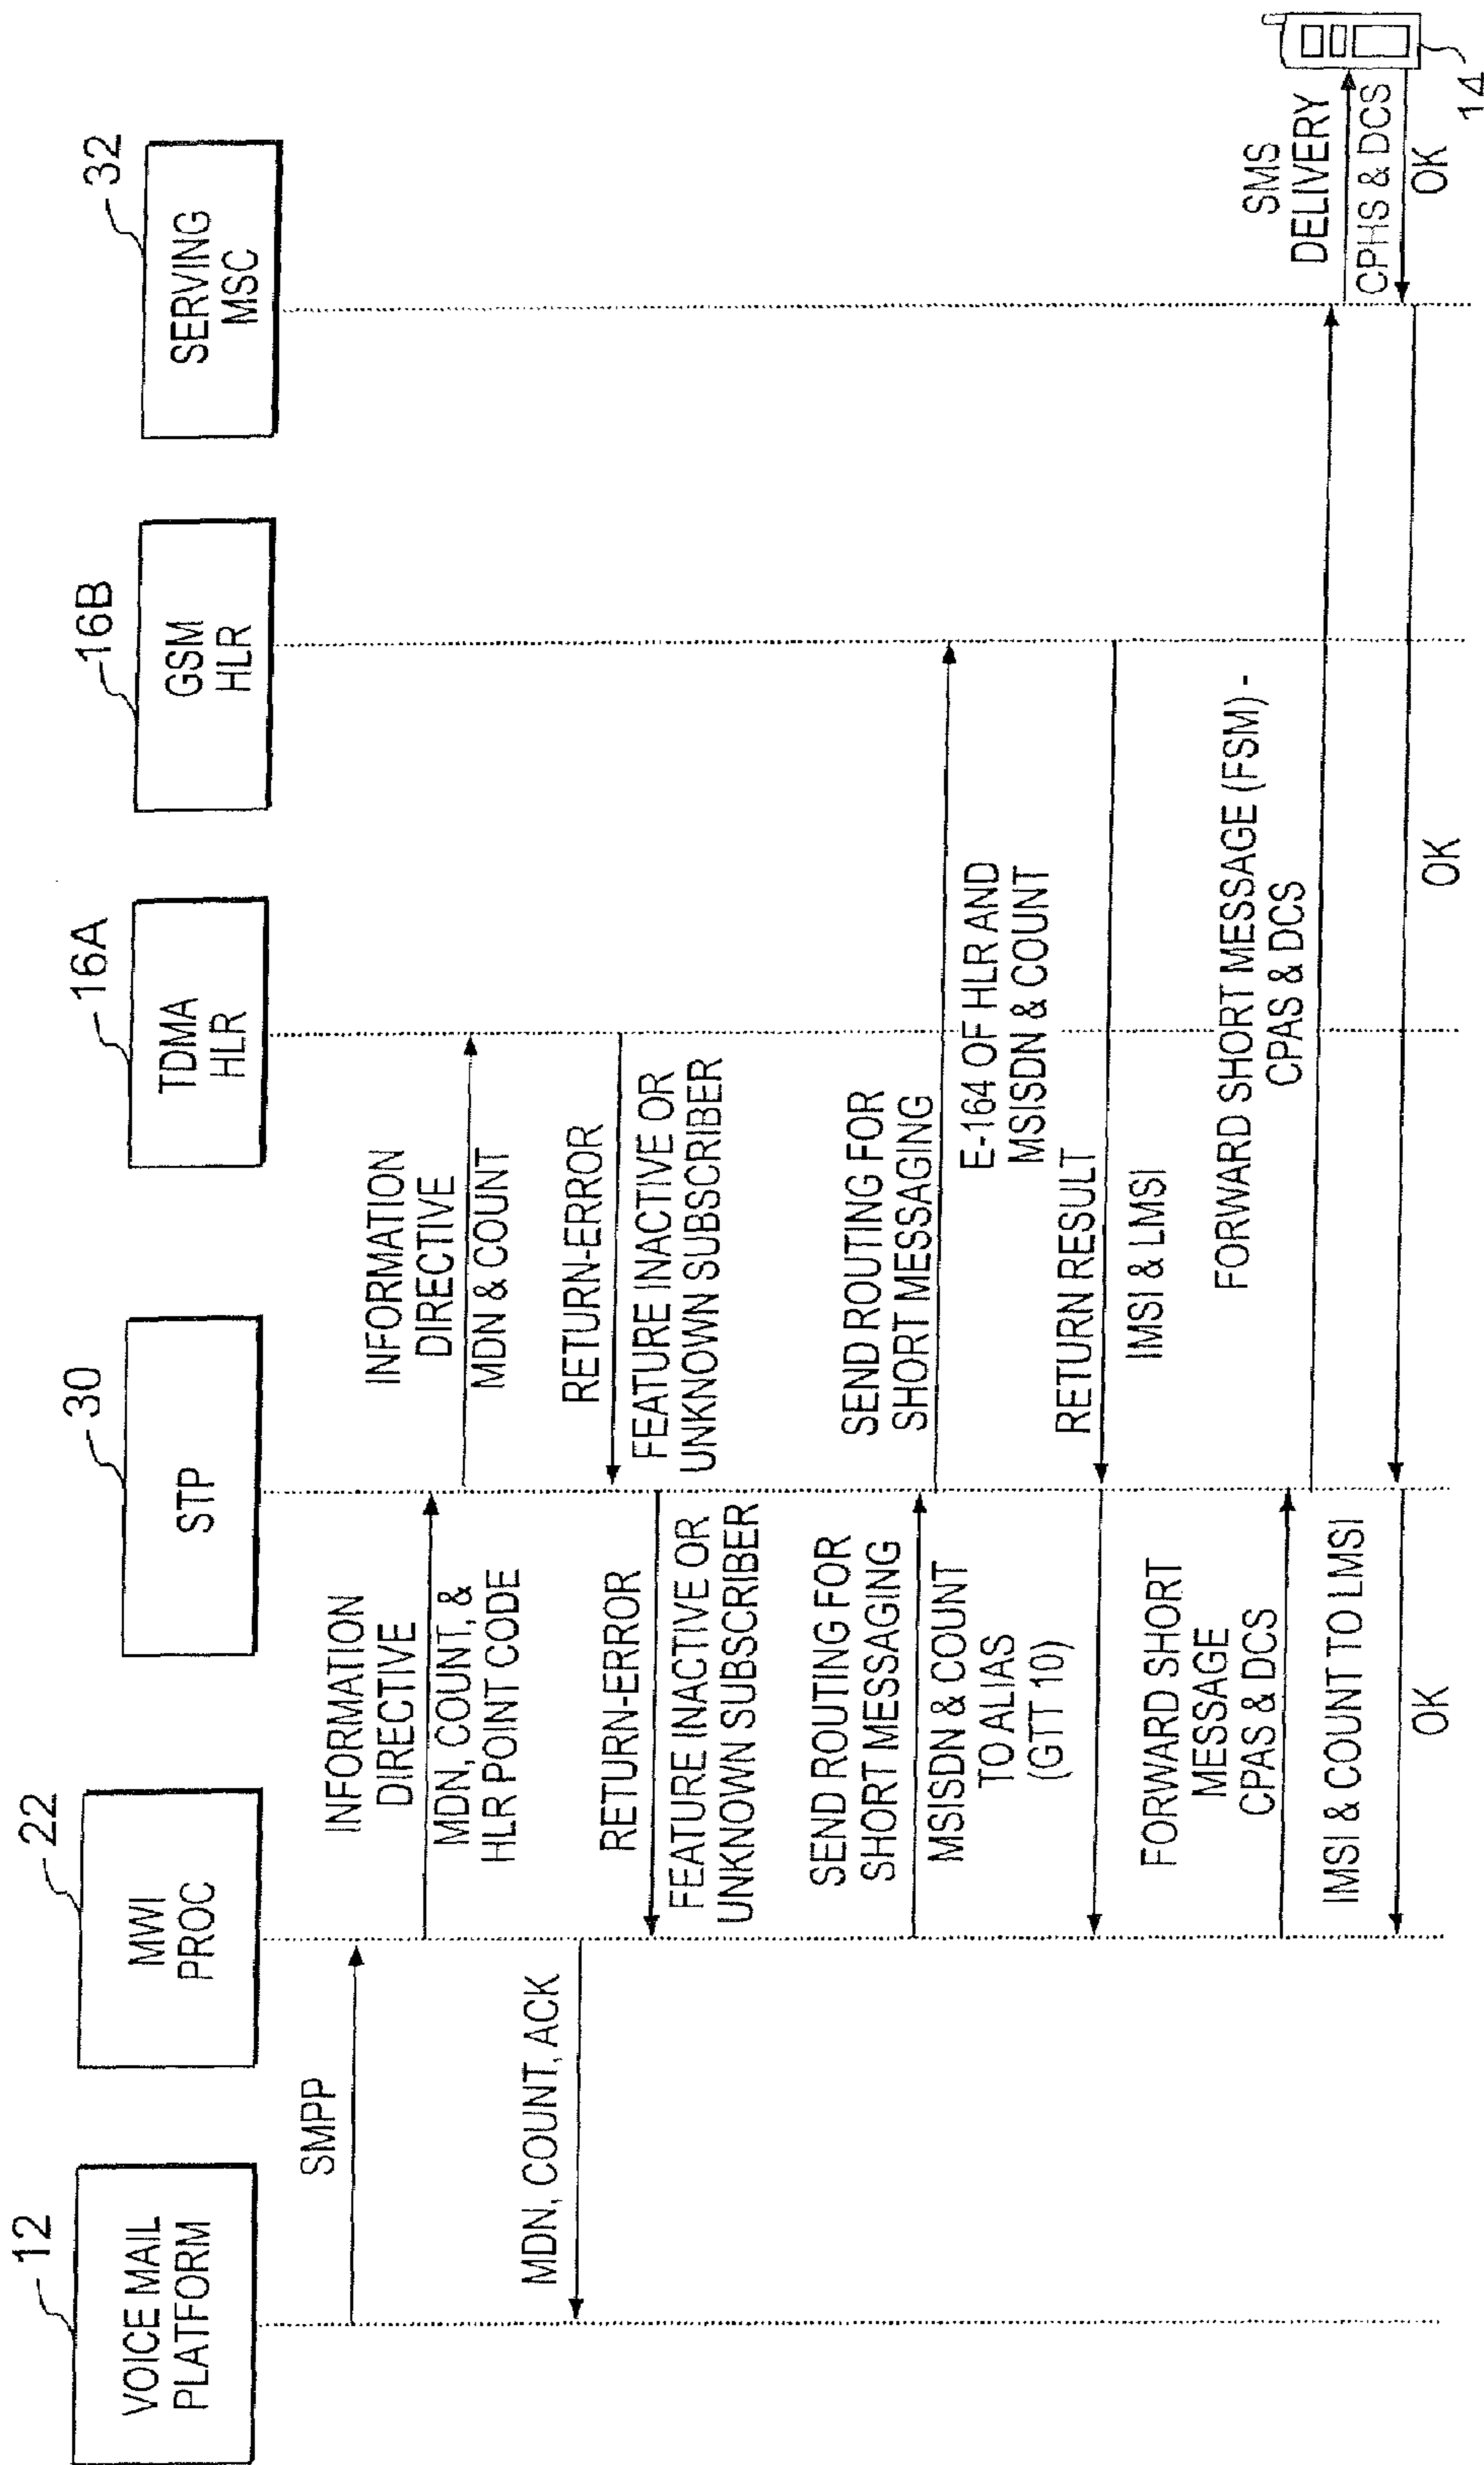 12
VOICE MAIL
PLATFORM
22
MWI
PROC
30
STP
16A
TDMA
HLR
16B
GSM
HLR
32
SERVING
MSC
SMPP
INFORMATION
DIRECTIVE
MDN, COUNT, &
HLR POINT CODE
INFORMATION
DIRECTIVE
MDN & COUNT
MDN, COUNT, ACK
RETURN-ERROR
FEATURE INACTIVE OR
UNKNOWN SUBSCRIBER
RETURN-ERROR
FEATURE INACTIVE OR
UNKNOWN SUBSCRIBER
SEND ROUTING FOR
SHORT MESSAGING
MSISDN & COUNT
TO ALIAS
(GTT 10)
SEND ROUTING FOR
SHORT MESSAGING
E-164 OF HLR AND
MSISDN & COUNT
RETURN RESULT
IMSI & LMSI
FORWARD SHORT
MESSAGE
CPAS & DCS
FORWARD SHORT MESSAGE (FSM) -
CPAS & DCS
SMS
DELIVERY
CPHS & DCS
OK
14
IMSI & COUNT TO LMSI
OK
OK